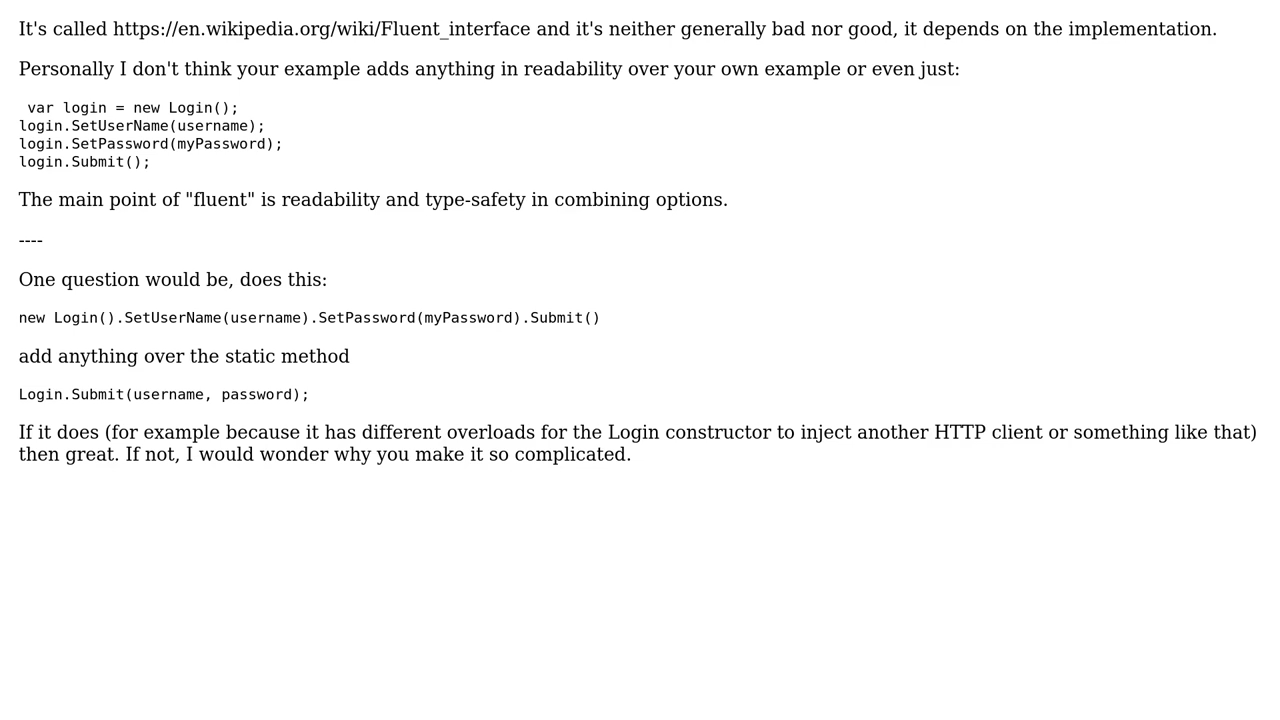 It's called https://en.wikipedia.org/wiki/Fluent_interface and it's neither generally bad nor good, it depends on the implementation.
Personally I don't think your example adds anything in readability over your own example or even just:
var login = new Login();
login.SetUserName(username);
login.SetPassword(myPassword);
login.Submit();
The main point of "fluent" is readability and type-safety in combining options.
----
One question would be, does this:
new Login().SetUserName(username).SetPassword(myPassword).Submit()
add anything over the static method
Login.Submit(username, password);
If it does (for example because it has different overloads for the Login constructor to inject another HTTP client or something like that)
then great. If not, I would wonder why you make it so complicated.